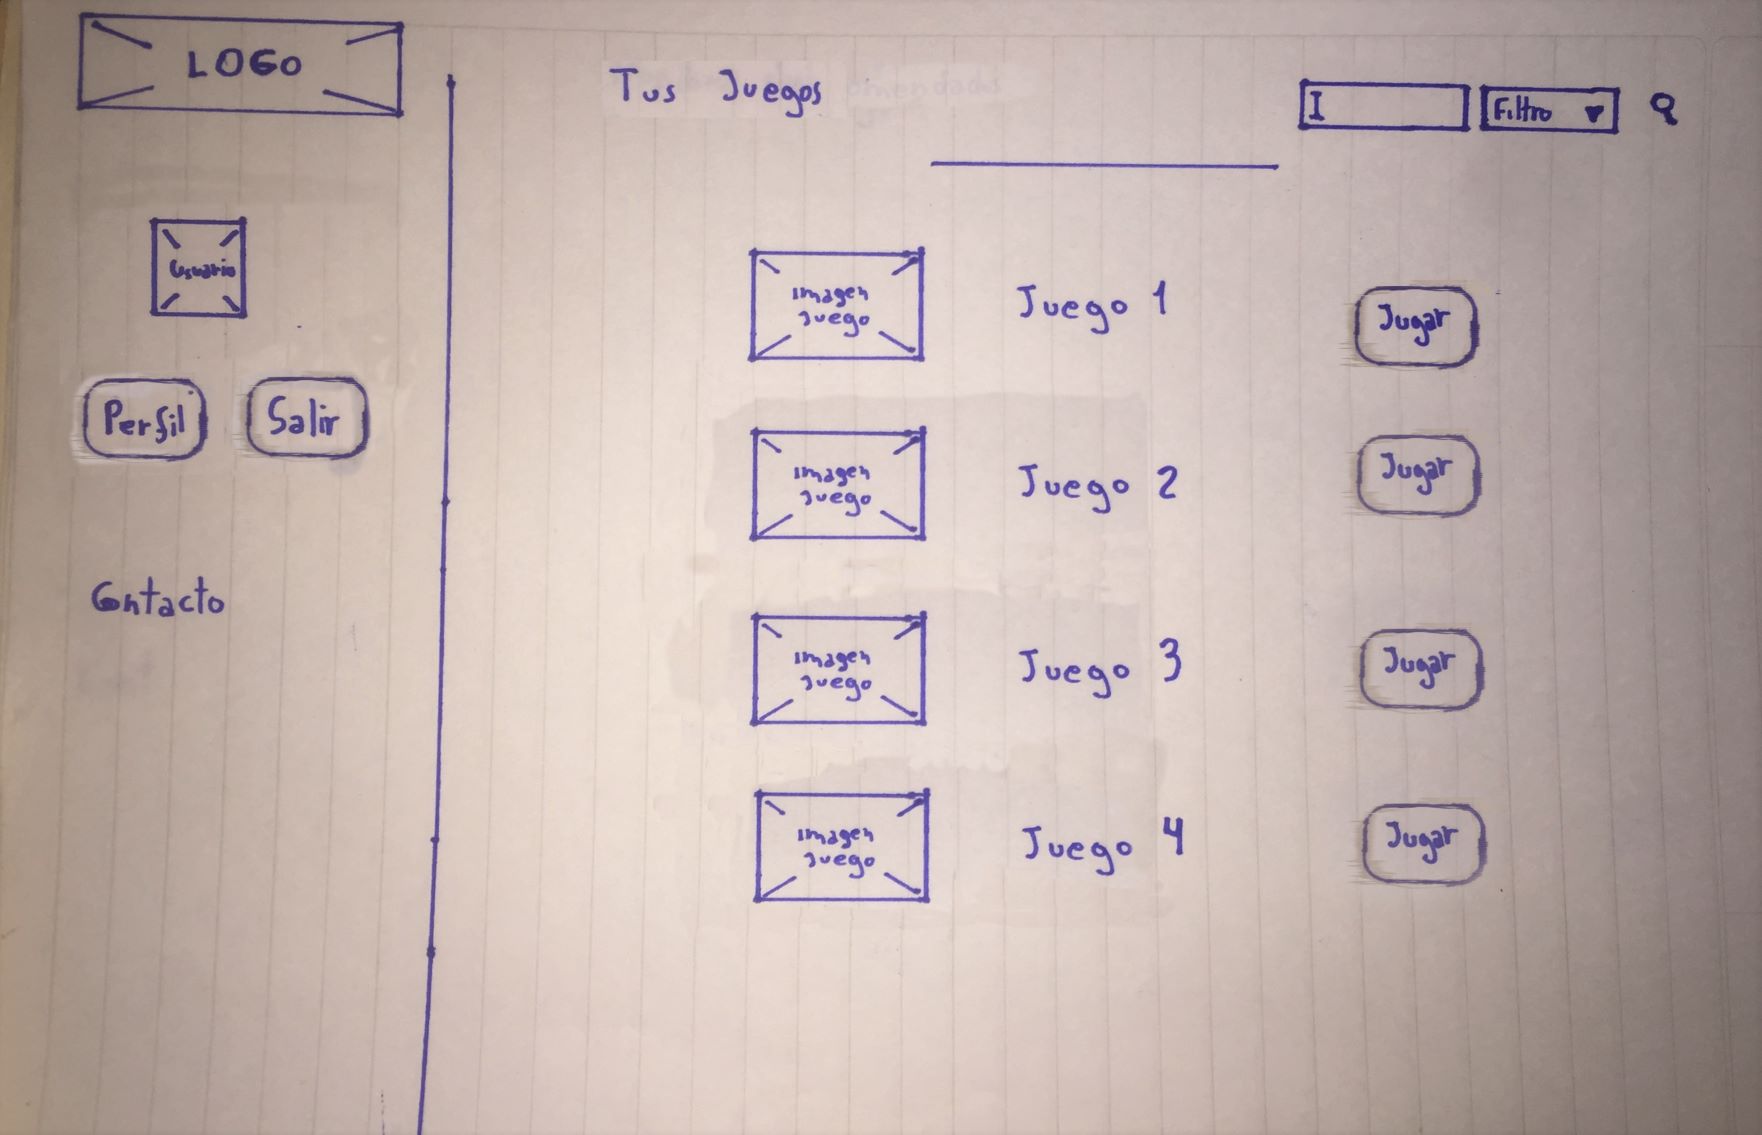 LOGO
Tus Juegos
I
Filtro
Usuario
Perfil
Salir
Contacto
Imagen
Juego
Juego 1
Jugar
Imagen
Juego
Juego 2
Jugar
Imagen
Juego
Juego 3
Jugar
Imagen
Juego
Juego 4
Jugar